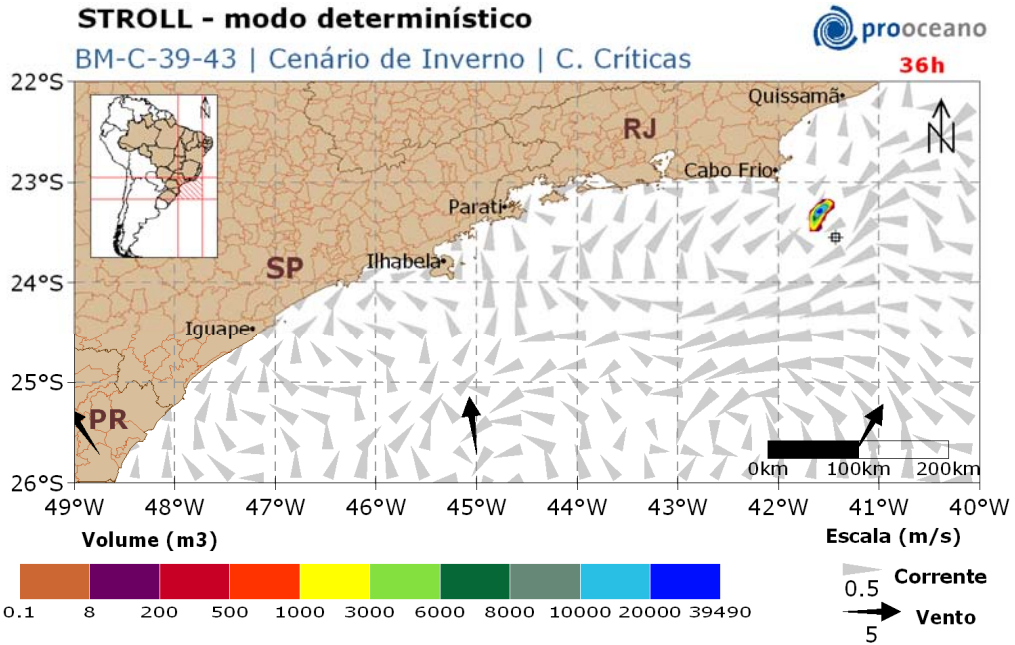 STROLL - modo determinístico
prooceano
BM-C-39-43 | Cenário de Inverno | C. Críticas
36h
22°S
23°S
24°S
25°S
26°S
N
N
Quissamã
RJ
Cabo Frio
Parati
Ilhabela
SP
Iguape
PR
0km 100km 200km
49°W 48°W 47°W 46°W 45°W 44°W 43°W 42°W 41°W 40°W
Volume (m3)
0.1 8 200 500 1000 3000 6000 8000 10000 20000 39490
Escala (m/s)
Corrente
0.5
Vento
5